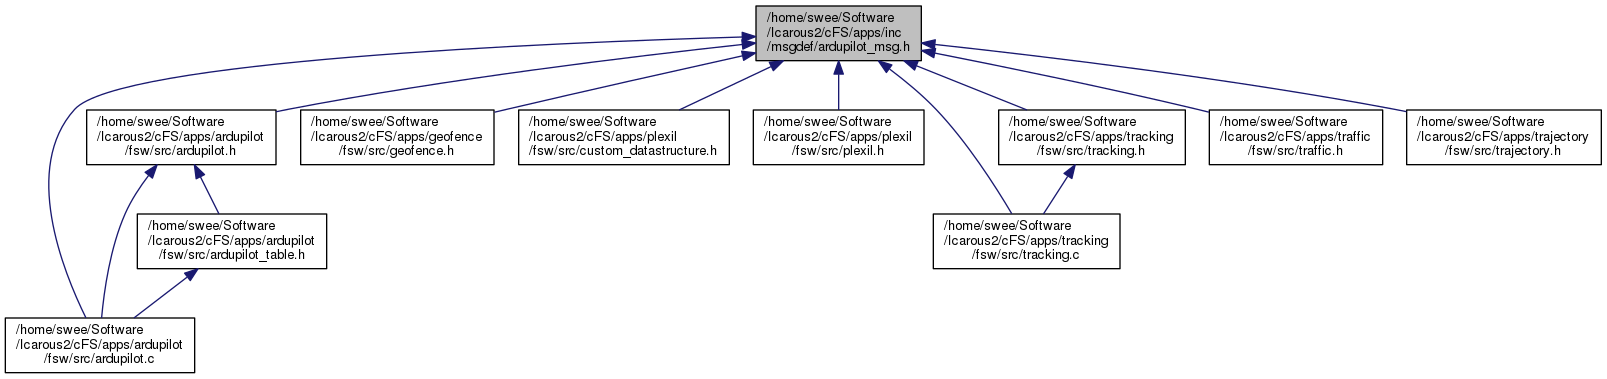 /home/swee/Software
/Icarous2/cFS/apps/inc
/msgdef/ardupilot_msg.h
/home/swee/Software
/Icarous2/cFS/apps/ardupilot
/fsw/src/ardupilot.h
/home/swee/Software
/Icarous2/cFS/apps/geofence
/fsw/src/geofence.h
/home/swee/Software
/Icarous2/cFS/apps/plexil
/fsw/src/custom_datastructure.h
/home/swee/Software
/Icarous2/cFS/apps/plexil
/fsw/src/plexil.h
/home/swee/Software
/Icarous2/cFS/apps/tracking
/fsw/src/tracking.h
/home/swee/Software
/Icarous2/cFS/apps/traffic
/fsw/src/traffic.h
/home/swee/Software
/Icarous2/cFS/apps/trajectory
/fsw/src/trajectory.h
/home/swee/Software
/Icarous2/cFS/apps/ardupilot
/fsw/src/ardupilot_table.h
/home/swee/Software
/Icarous2/cFS/apps/tracking
/fsw/src/tracking.c
/home/swee/Software
/Icarous2/cFS/apps/ardupilot
/fsw/src/ardupilot.c